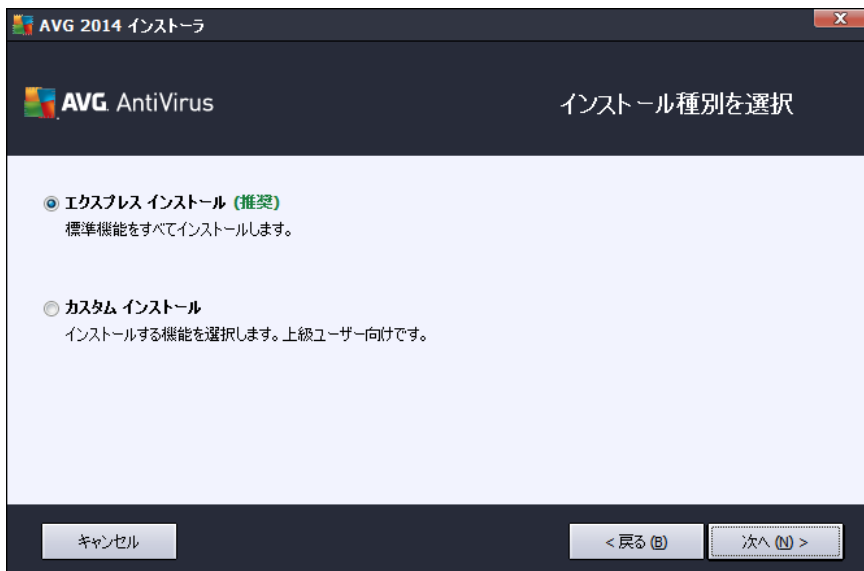 AVG 2014 インストーラ
AVG. AntiVirus
インストール種別を選択
エクスプレス インストール (推奨)
標準機能をすべてインストールします。
カスタム インストール
インストールする機能を選択します。上級ユーザー向けです。
キャンセル
< 戻る (B)
次へ (N) >